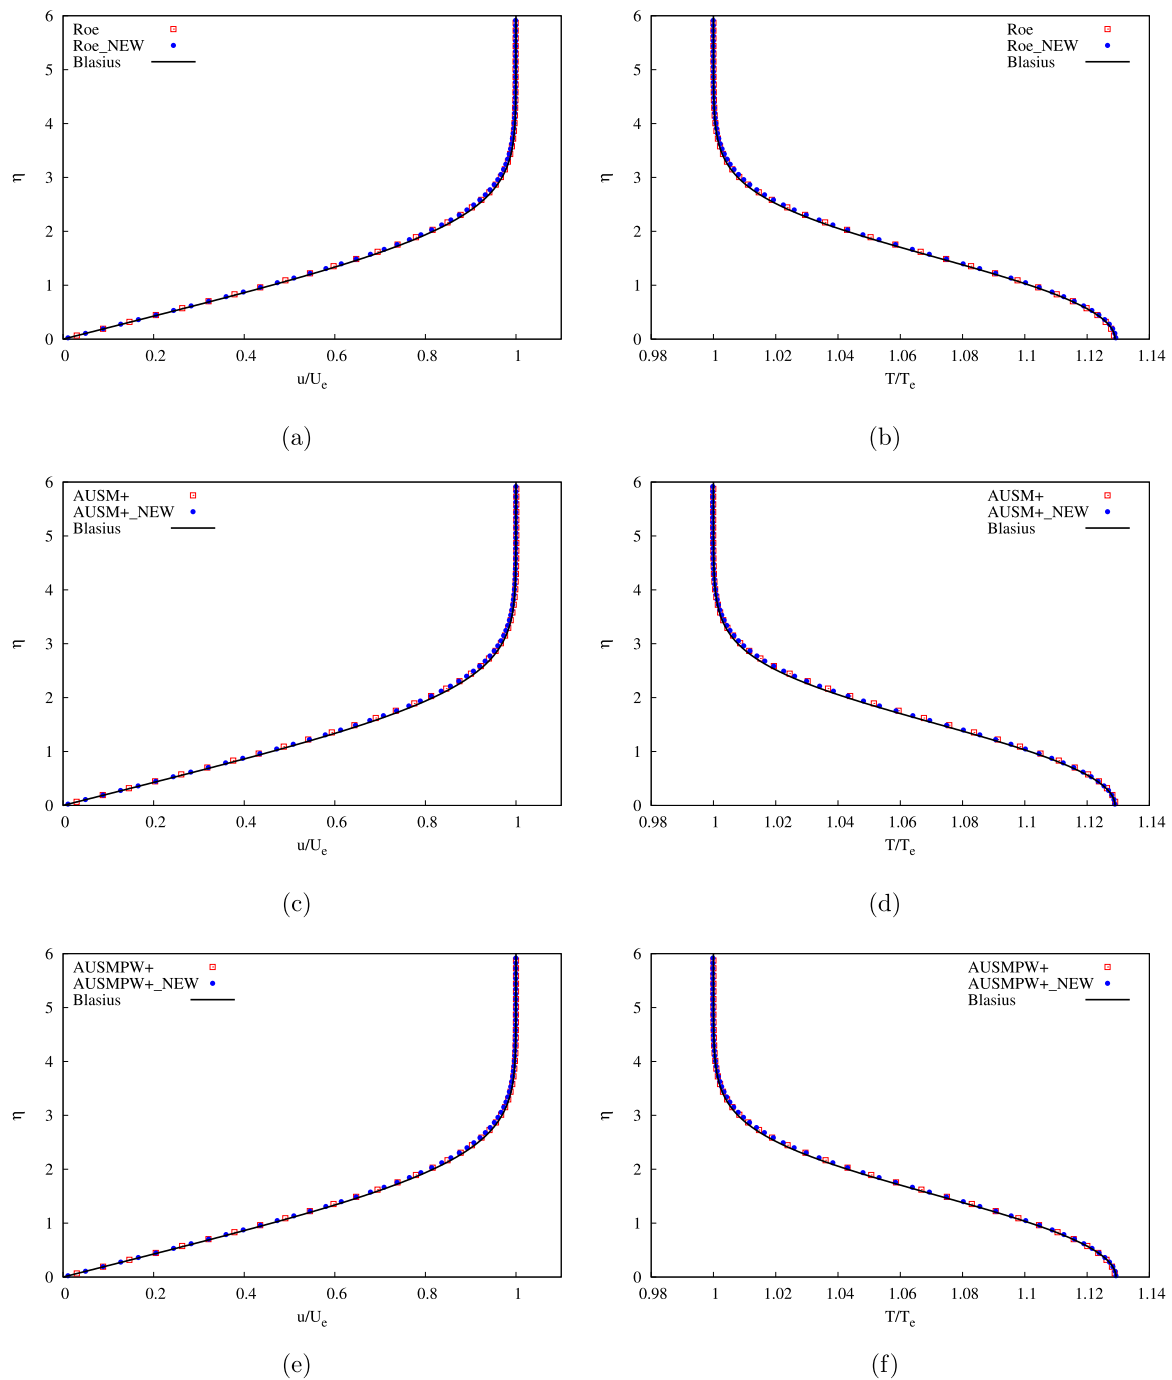 6
5
4
3
2
1
0
η
Roe
Roe_NEW
Blasius
0 0.2 0.4 0.6 0.8 1
u/Ue
(a)
6
5
4
3
2
1
0
η
Roe
Roe_NEW
Blasius
0.98 1 1.02 1.04 1.06 1.08 1.1 1.12 1.14
T/Te
(b)
6
5
4
3
2
1
0
η
AUSM+
AUSM+_NEW
Blasius
0 0.2 0.4 0.6 0.8 1
u/Ue
(c)
6
5
4
3
2
1
0
η
AUSM+
AUSM+_NEW
Blasius
0.98 1 1.02 1.04 1.06 1.08 1.1 1.12 1.14
T/Te
(d)
6
5
4
3
2
1
0
η
AUSMPW+
AUSMPW+_NEW
Blasius
0 0.2 0.4 0.6 0.8 1
u/Ue
(e)
6
5
4
3
2
1
0
η
AUSMPW+
AUSMPW+_NEW
Blasius
0.98 1 1.02 1.04 1.06 1.08 1.1 1.12 1.14
T/Te
(f)